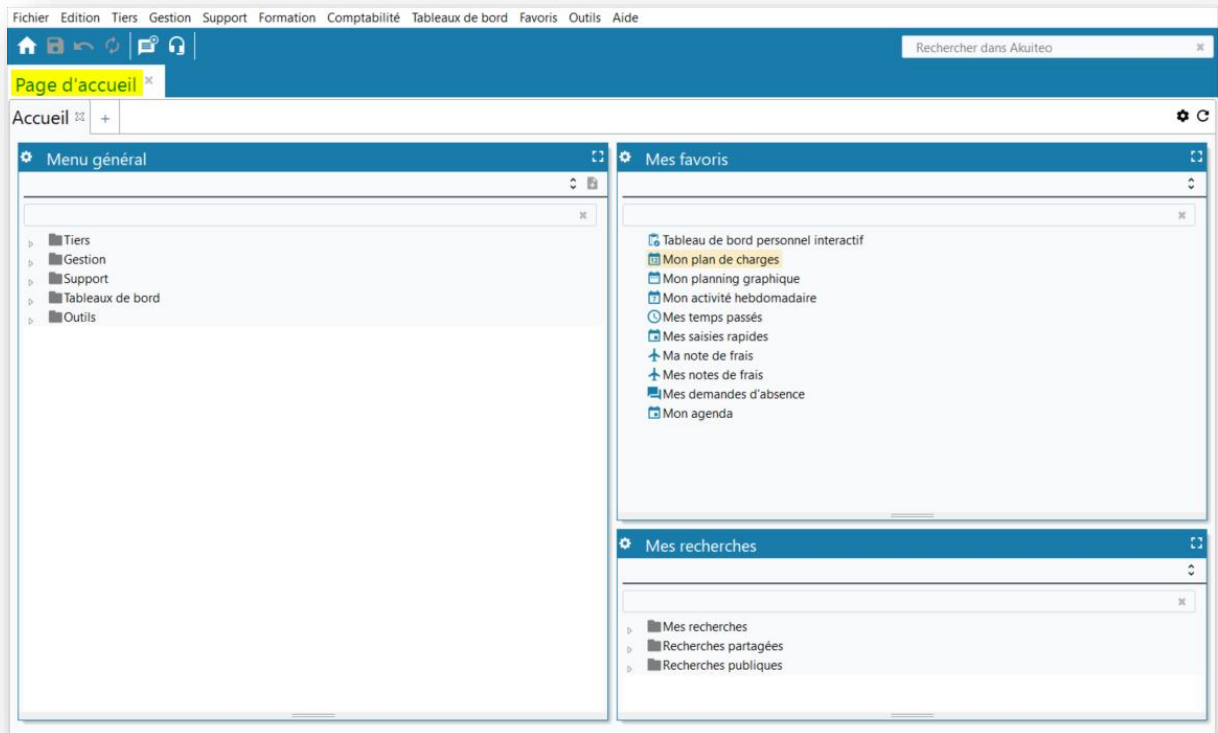 Fichier Edition Tiers Gestion Support Formation Comptabilité Tableaux de bord Favoris Outils Aide
Rechercher dans Akuiteo
Page d'accueil
Accueil +
Menu général
Tiers
Gestion
Support
Tableaux de bord
Outils
Mes favoris
Tableau de bord personnel interactif
Mon plan de charges
Mon planning graphique
Mon activité hebdomadaire
Mes temps passés
Mes saisies rapides
Ma note de frais
Mes notes de frais
Mes demandes d'absence
Mon agenda
Mes recherches
Mes recherches
Recherches partagées
Recherches publiques